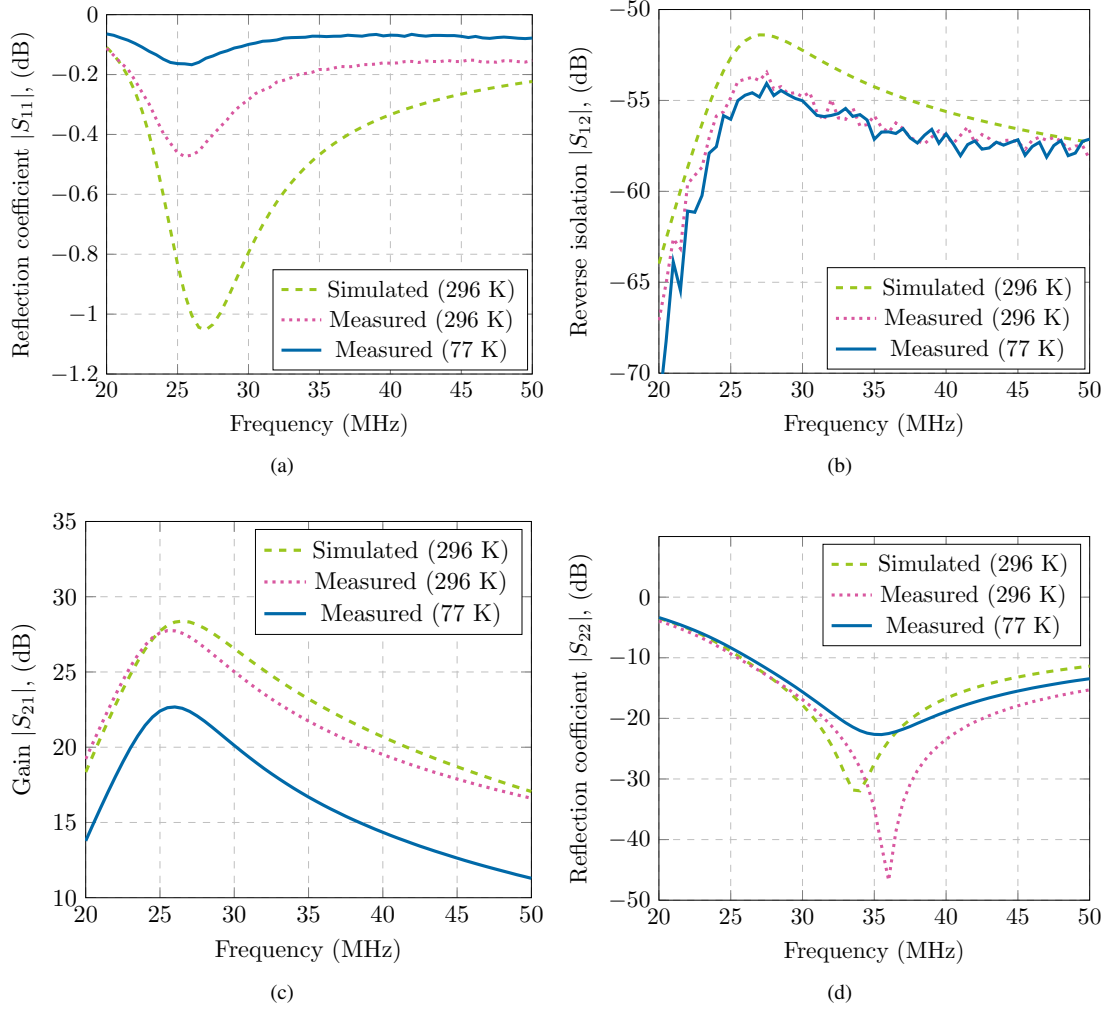 0
−0.2
−0.4
−0.6
−0.8
−1
−1.2
20 25 30 35 40 45 50
Reflection coefficient |S11|, (dB)
Frequency (MHz)
Simulated (296 K)
Measured (296 K)
Measured (77 K)
(a)
−50
−55
−60
−65
−70
20 25 30 35 40 45 50
Reverse isolation |S12|, (dB)
Frequency (MHz)
Simulated (296 K)
Measured (296 K)
Measured (77 K)
(b)
35
30
25
20
15
10
20 25 30 35 40 45 50
Gain |S21|, (dB)
Frequency (MHz)
Simulated (296 K)
Measured (296 K)
Measured (77 K)
(c)
0
−10
−20
−30
−40
−50
20 25 30 35 40 45 50
Reflection coefficient |S22|, (dB)
Frequency (MHz)
Simulated (296 K)
Measured (296 K)
Measured (77 K)
(d)